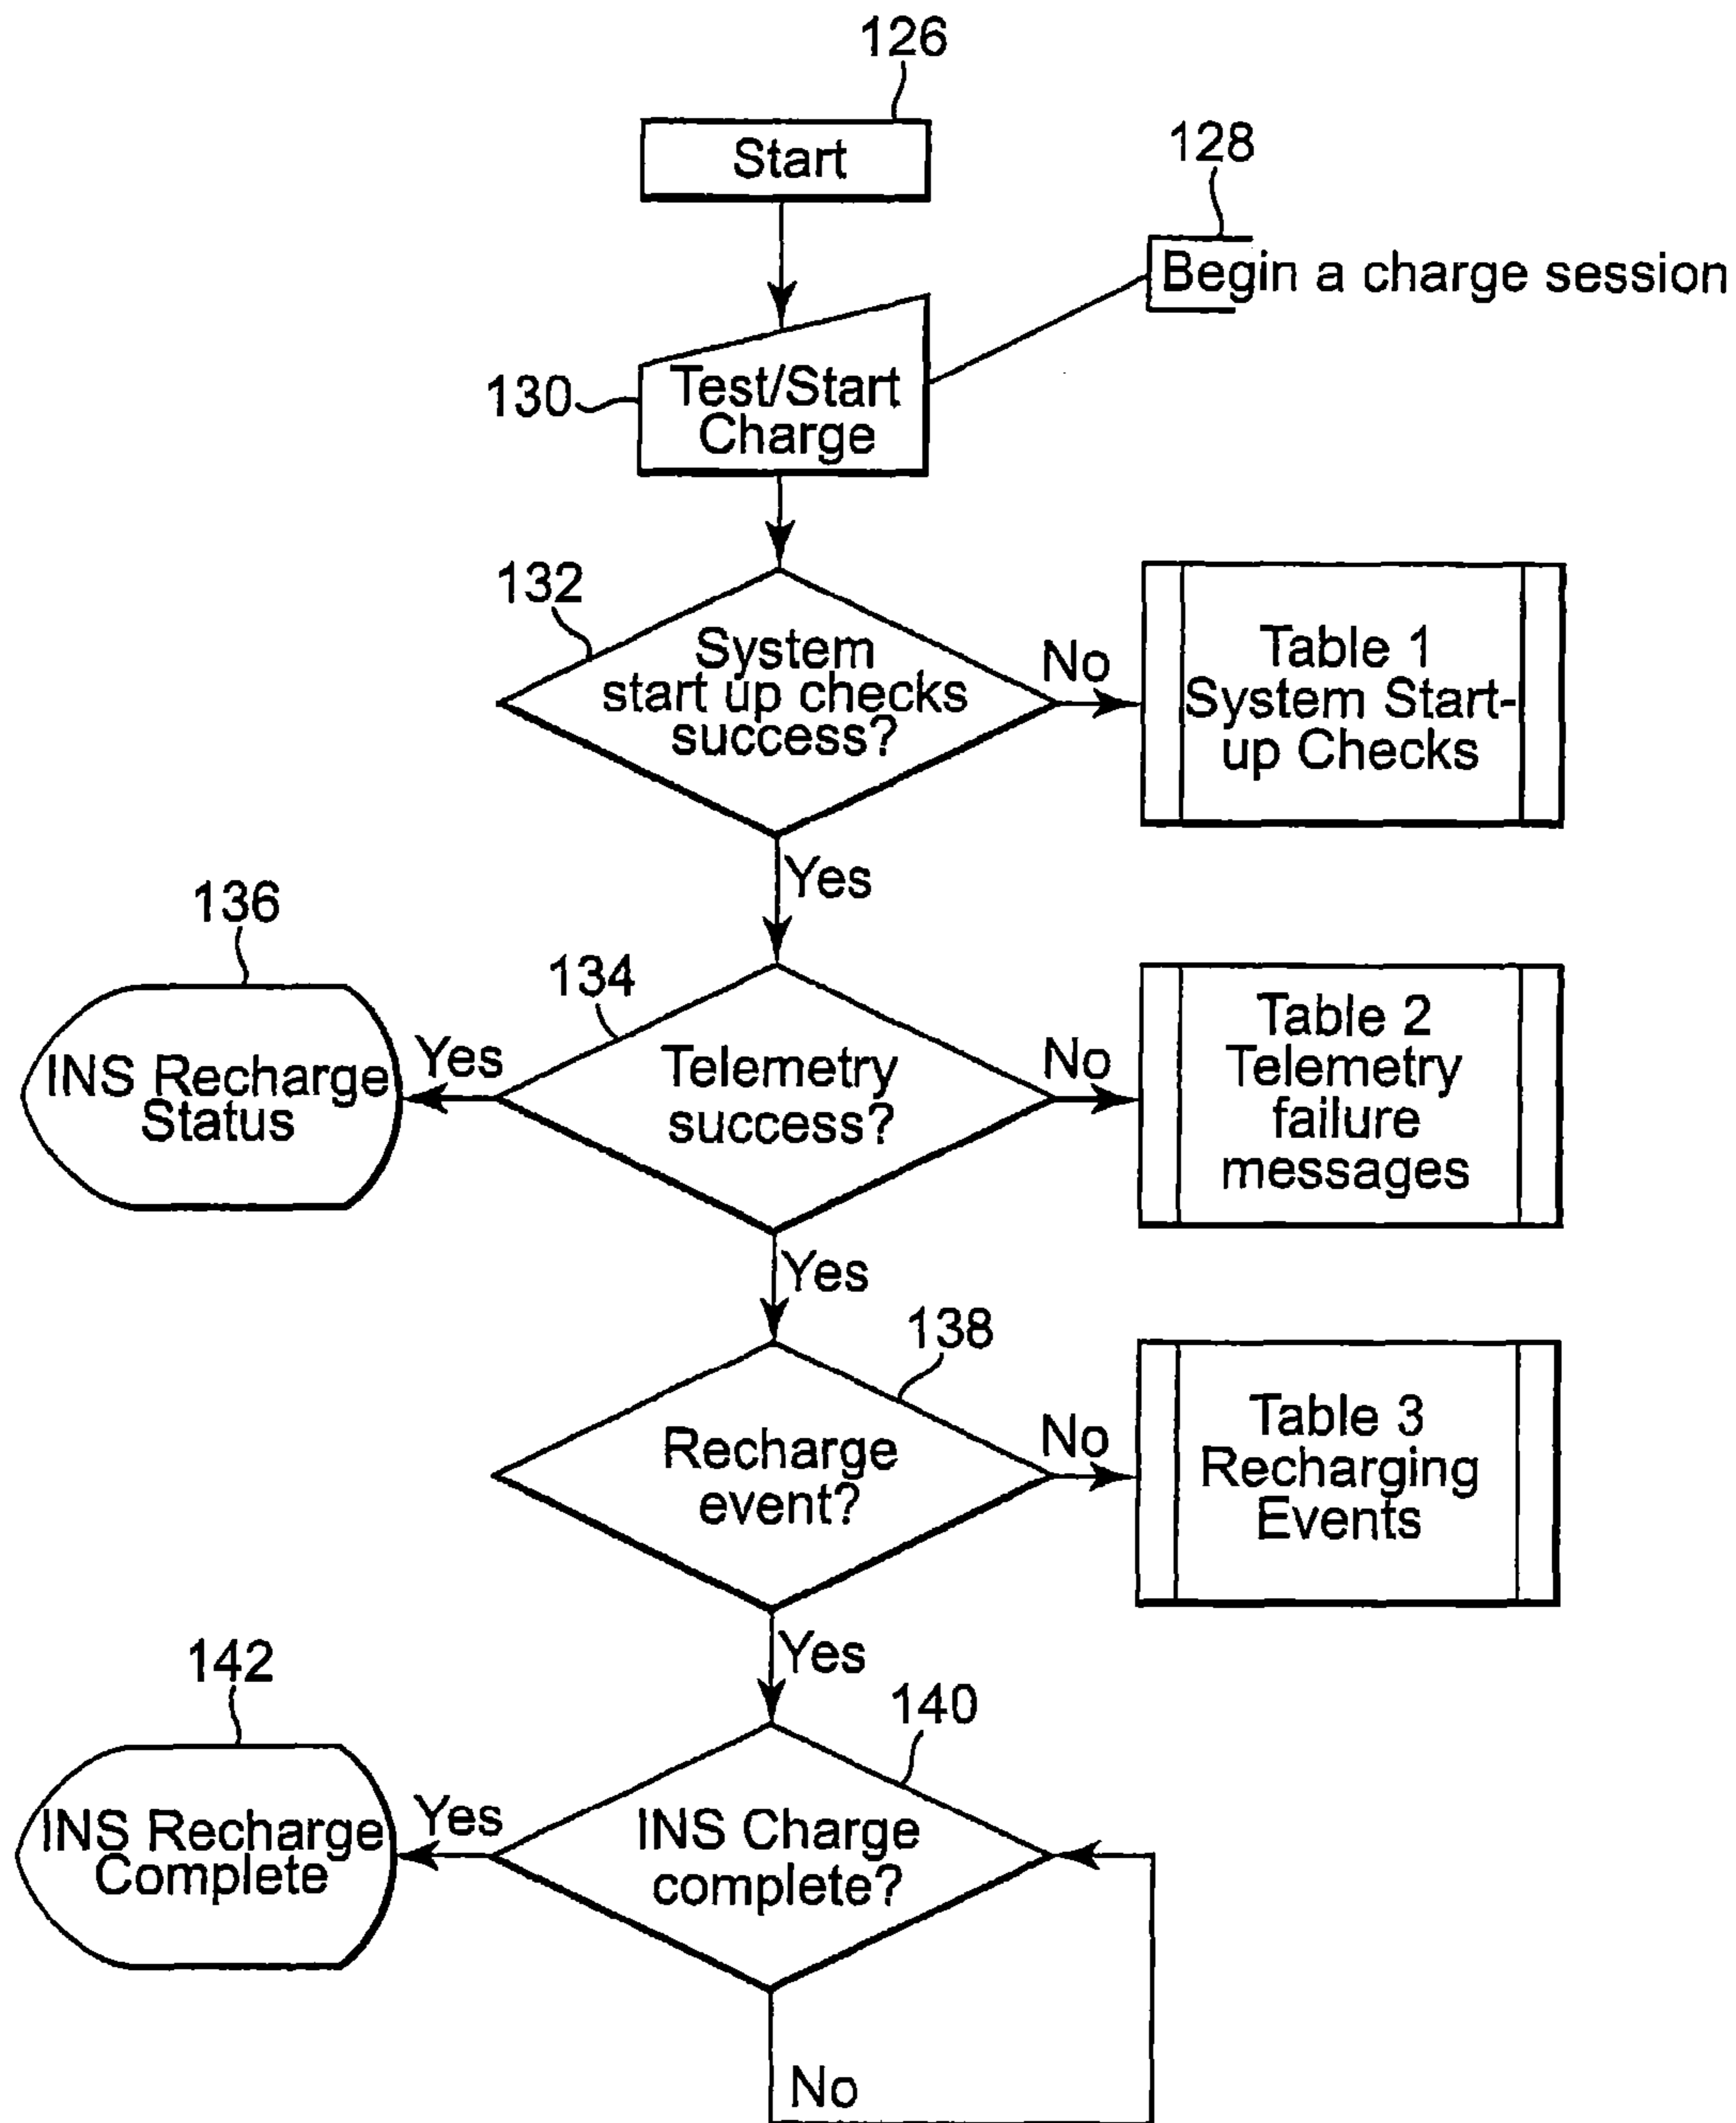 126
Start
128
Begin a charge session
130
Test/Start
Charge
132
System
start up checks
success?
No
Table 1
System Start-
up Checks
Yes
136
134
INS Recharge
Status
Yes
Telemetry
success?
No
Table 2
Telemetry
failure
messages
Yes
138
Recharge
event?
No
Table 3
Recharging
Events
Yes
142
140
INS Recharge
Complete
Yes
INS Charge
complete?
No